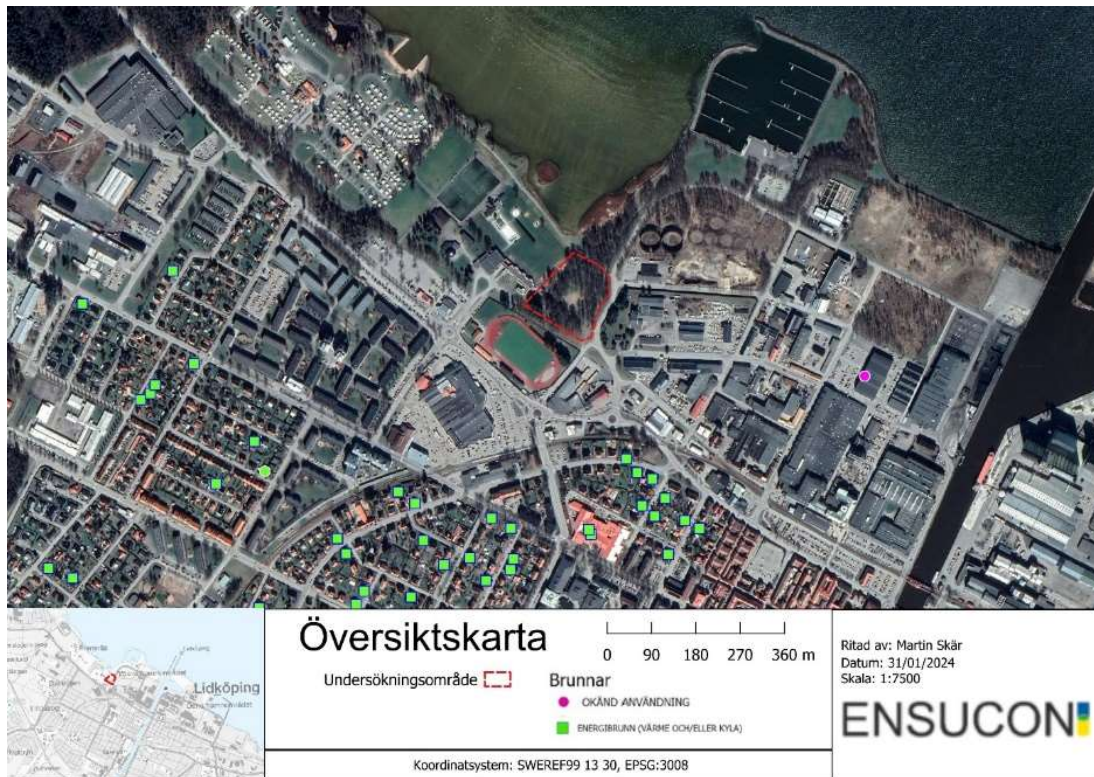 Översiktskarta
Undersökningsområde
0 90 180 270 360 m
Brunnar
OKÄND ANVÄNDNING
ENERGIBRUNN (VÄRME OCH/ELLER KYLA)
Koordinatsystem: SWEREF99 13 30, EPSG:3008
Ritad av: Martin Skär
Datum: 31/01/2024
Skala: 1:7500
ENSUCON
Lidköping